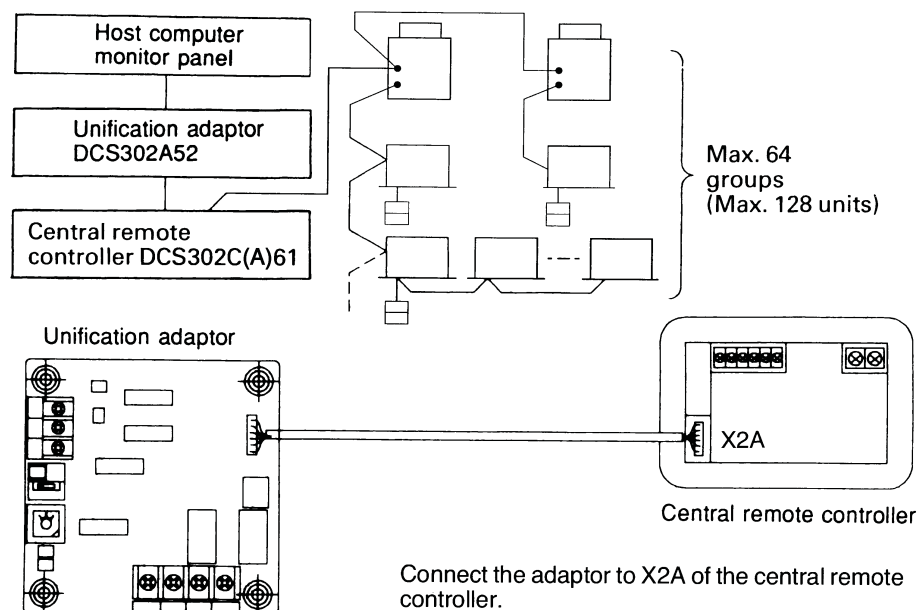 Host computer
monitor panel
Unification adaptor
DCS302A52
Central remote
controller DCS302C(A)61
Max. 64
groups
(Max. 128 units)
Unification adaptor
X2A
Central remote controller
Connect the adaptor to X2A of the central remote
controller.